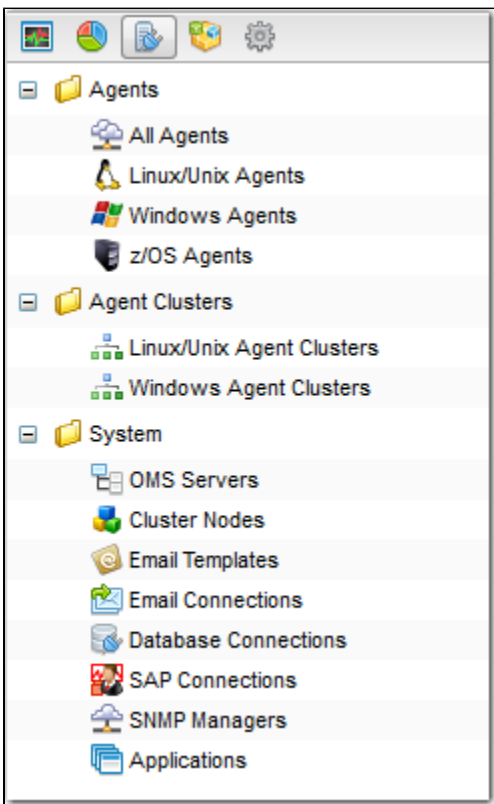 Agents
All Agents
Linux/Unix Agents
Windows Agents
z/OS Agents
Agent Clusters
Linux/Unix Agent Clusters
Windows Agent Clusters
System
OMS Servers
Cluster Nodes
Email Templates
Email Connections
Database Connections
SAP Connections
SNMP Managers
Applications